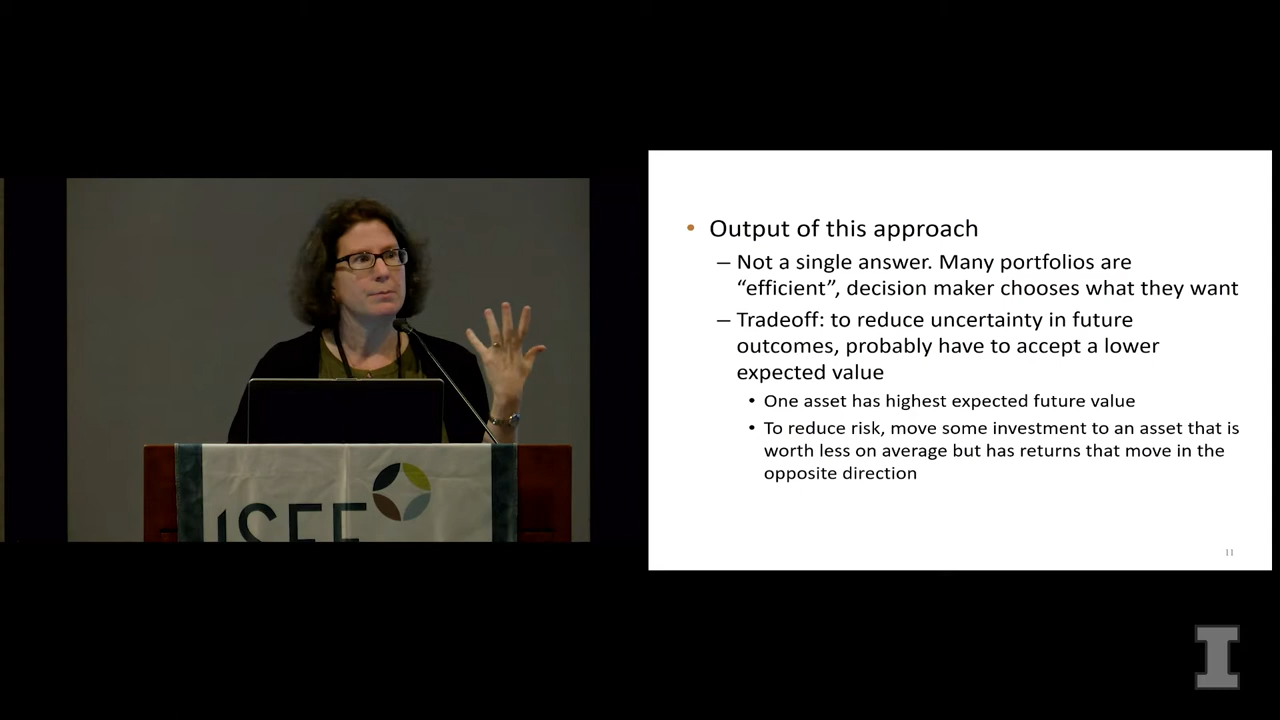 • Output of this approach
– Not a single answer. Many portfolios are
“efficient”, decision maker chooses what they want
– Tradeoff: to reduce uncertainty in future
outcomes, probably have to accept a lower
expected value
• One asset has highest expected future value
• To reduce risk, move some investment to an asset that is
worth less on average but has returns that move in the
opposite direction
11
ISEE
I